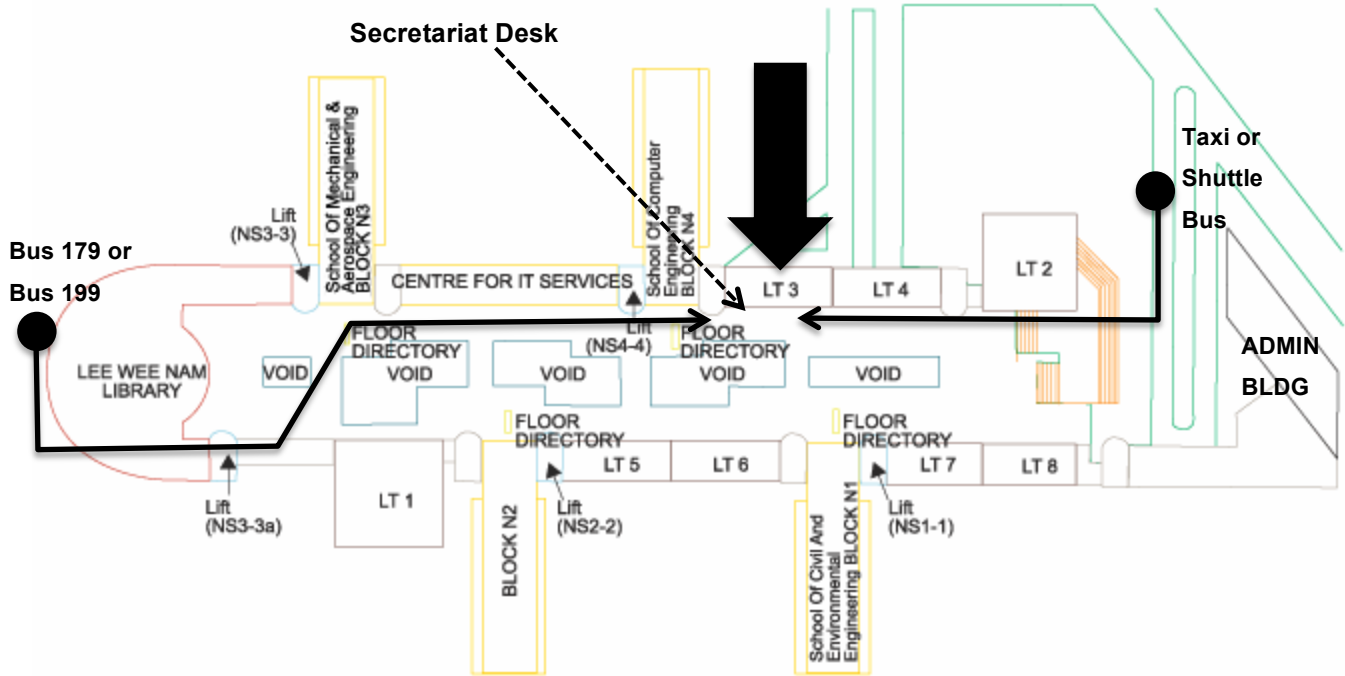 Secretariat Desk
School Of Mechanical &
Aerospace Engineering
BLOCK N3
School Of Computer
Engineering
BLOCK N4
Taxi or
Shuttle
Bus
Lift
(NS3-3)
Bus 179 or
Bus 199
CENTRE FOR IT SERVICES
LT 3
LT 4
LT 2
Lift
(NS4-4)
FLOOR
DIRECTORY
FLOOR
DIRECTORY
ADMIN
BLDG
LEE WEE NAM
LIBRARY
VOID
VOID
VOID
VOID
VOID
FLOOR
DIRECTORY
FLOOR
DIRECTORY
LT 5
LT 6
LT 7
LT 8
LT 1
Lift
(NS3-3a)
Lift
(NS2-2)
Lift
(NS1-1)
BLOCK N2
School Of Civil And
Environmental
Engineering BLOCK N1